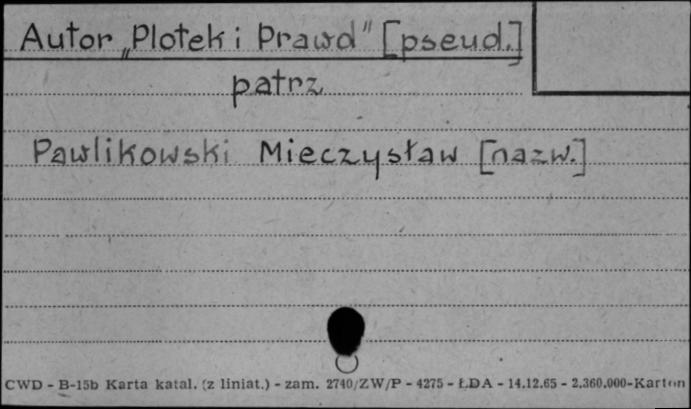 Autor „Plotek i Prawd" [pseud.]
patrz
Pawlikowski Mieczysław [nazw.]
CWD - B-15b Karta katal. (z liniat.) - zam. 2740/ZW/P - 4275 - ŁDA - 14.12.65 - 2.360.000-Karton